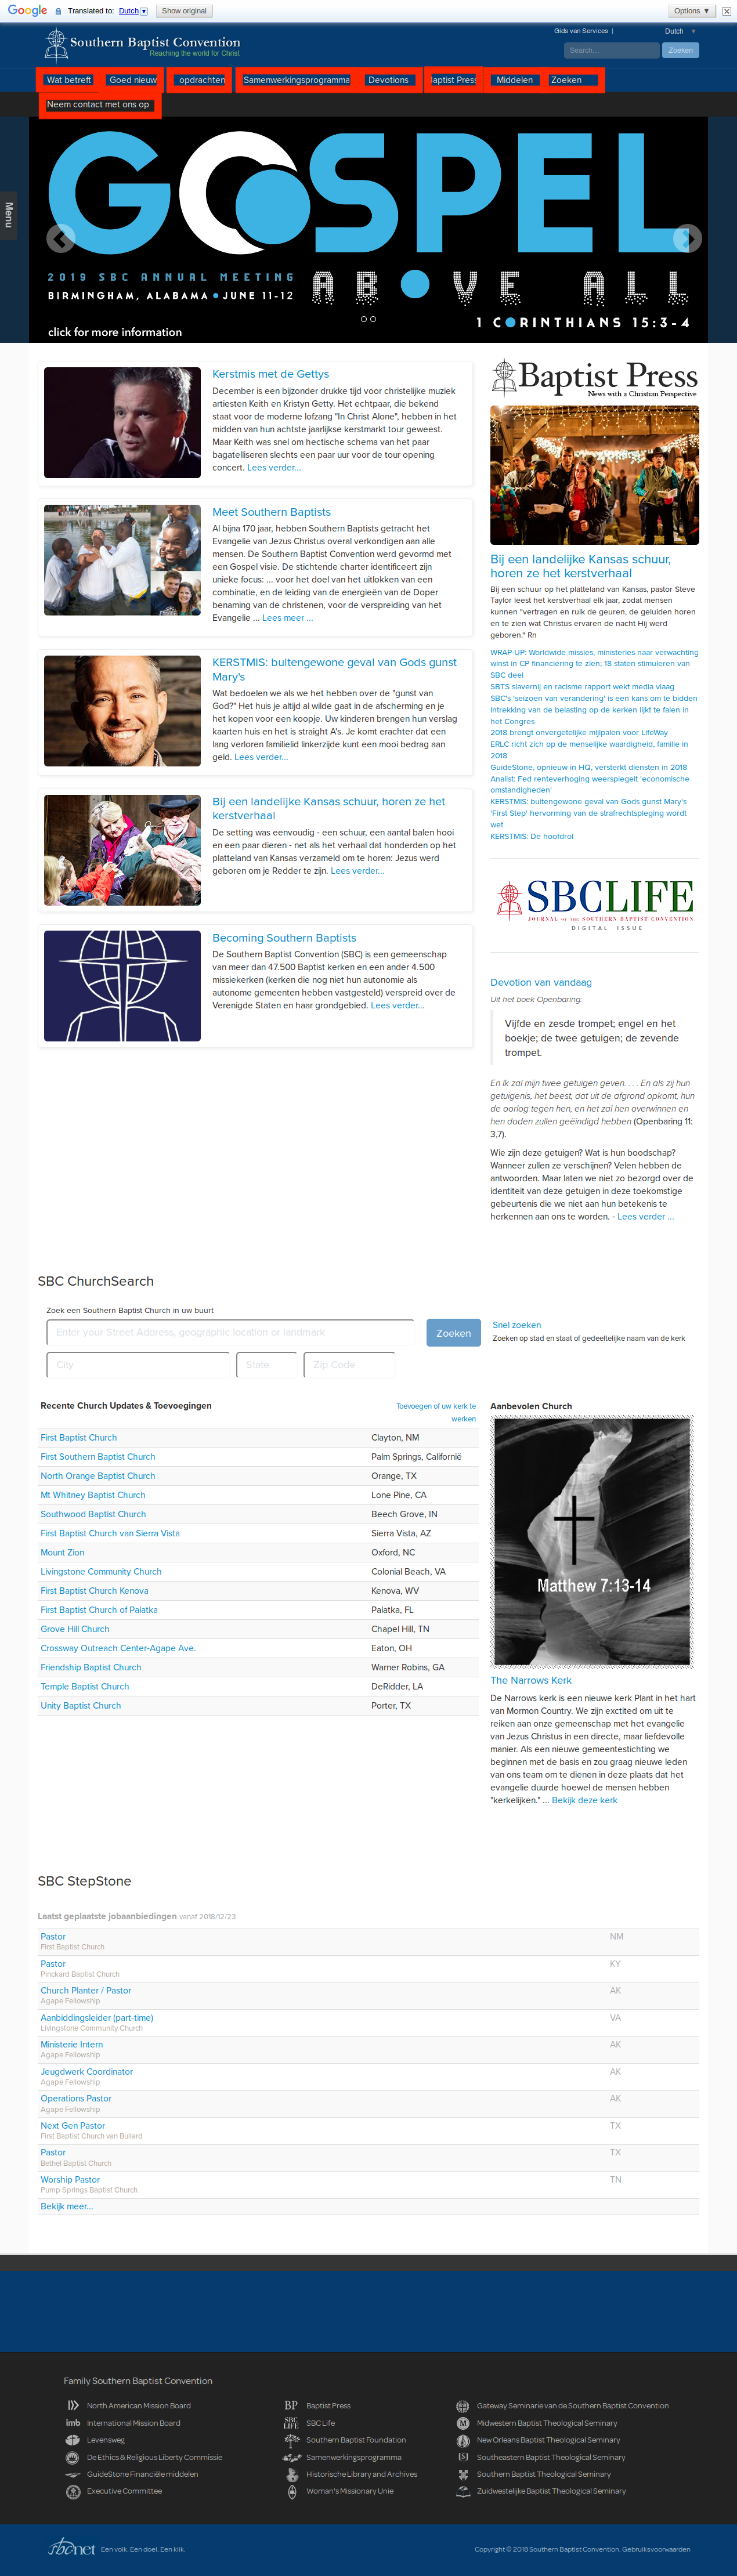 Google Translated to: Dutch Show original Options ▼
Southern Baptist Convention
Reaching the world for Christ
Gids van Services | Dutch ▼
Search... Zoeken
Wat betreft Goed nieuw opdrachten Samenwerkingsprogramma Devotions Baptist Press Middelen Zoeken
Neem contact met ons op
Menu
GOSPEL
2019 SBC ANNUAL MEETING
BIRMINGHAM, ALABAMA • JUNE 11-12
ABOVE ALL
1 CORINTHIANS 15:3-4
click for more information
Kerstmis met de Gettys
December is een bijzonder drukke tijd voor christelijke muziek
artiesten Keith en Kristyn Getty. Het echtpaar, die bekend
staat voor de moderne lofzang "In Christ Alone", hebben in het
midden van hun achtste jaarlijkse kerstmarkt tour geweest.
Maar Keith was snel om hectische schema van het paar
bagatelliseren slechts een paar uur voor de tour opening
concert. Lees verder...
Meet Southern Baptists
Al bijna 170 jaar, hebben Southern Baptists getracht het
Evangelie van Jezus Christus overal verkondigen aan alle
mensen. De Southern Baptist Convention werd gevormd met
een Gospel visie. De stichtende charter identificeert zijn
unieke focus: ... voor het doel van het uitlokken van een
combinatie, en de leiding van de energieën van de Doper
benaming van de christenen, voor de verspreiding van het
Evangelie ... Lees meer ...
KERSTMIS: buitengewone geval van Gods gunst
Mary's
Wat bedoelen we als we het hebben over de "gunst van
God?" Het huis je altijd al wilde gaat in de afscherming en je
het kopen voor een koopje. Uw kinderen brengen hun verslag
kaarten huis en het is straight A's. Je komt erachter dat een
lang verloren familielid linkerzijde kunt een mooi bedrag aan
geld. Lees verder...
Bij een landelijke Kansas schuur, horen ze het
kerstverhaal
De setting was eenvoudig - een schuur, een aantal balen hooi
en een paar dieren - net als het verhaal dat honderden op het
platteland van Kansas verzameld om te horen: Jezus werd
geboren om je Redder te zijn. Lees verder...
Becoming Southern Baptists
De Southern Baptist Convention (SBC) is een gemeenschap
van meer dan 47.500 Baptist kerken en een ander 4.500
missiekerken (kerken die nog niet hun autonomie als
autonome gemeenten hebben vastgesteld) verspreid over de
Verenigde Staten en haar grondgebied. Lees verder...
Baptist Press
News with a Christian Perspective
Bij een landelijke Kansas schuur,
horen ze het kerstverhaal
Bij een schuur op het platteland van Kansas, pastor Steve
Taylor leest het kerstverhaal elk jaar, zodat mensen
kunnen "vertragen en ruik de geuren, de geluiden horen
en te zien wat Christus ervaren de nacht Hij werd
geboren." Rn
WRAP-UP: Worldwide missies, ministeries naar verwachting
winst in CP financiering te zien; 18 staten stimuleren van
SBC deel
SBTS slavernij en racisme rapport wekt media vlaag
SBC's 'seizoen van verandering' is een kans om te bidden
Intrekking van de belasting op de kerken lijkt te falen in
het Congres
2018 brengt onvergetelijke mijlpalen voor LifeWay
ERLC richt zich op de menselijke waardigheid, familie in
2018
GuideStone, opnieuw in HQ, versterkt diensten in 2018
Analist: Fed renteverhoging weerspiegelt 'economische
omstandigheden'
KERSTMIS: buitengewone geval van Gods gunst Mary's
'First Step' hervorming van de strafrechtspleging wordt
wet
KERSTMIS: De hoofdrol
SBCLIFE
JOURNAL OF THE SOUTHERN BAPTIST CONVENTION
DIGITAL ISSUE
Devotion van vandaag
Uit het boek Openbaring:
Vijfde en zesde trompet; engel en het
boekje; de twee getuigen; de zevende
trompet.
En Ik zal mijn twee getuigen geven. . . . En als zij hun
getuigenis, het beest, dat uit de afgrond opkomt, hun
de oorlog tegen hen, en het zal hen overwinnen en
hen doden zullen geëindigd hebben (Openbaring 11:
3,7).
Wie zijn deze getuigen? Wat is hun boodschap?
Wanneer zullen ze verschijnen? Velen hebben de
antwoorden. Maar laten we niet zo bezorgd over de
identiteit van deze getuigen in deze toekomstige
gebeurtenis die we niet aan hun betekenis te
herkennen aan ons te worden. - Lees verder ...
SBC ChurchSearch
Zoek een Southern Baptist Church in uw buurt
Enter your Street Address, geographic location or landmark Zoeken
City State Zip Code
Snel zoeken
Zoeken op stad en staat of gedeeltelijke naam van de kerk
Recente Church Updates & Toevoegingen Toevoegen of uw kerk te
werken
First Baptist Church Clayton, NM
First Southern Baptist Church Palm Springs, Californië
North Orange Baptist Church Orange, TX
Mt Whitney Baptist Church Lone Pine, CA
Southwood Baptist Church Beech Grove, IN
First Baptist Church van Sierra Vista Sierra Vista, AZ
Mount Zion Oxford, NC
Livingstone Community Church Colonial Beach, VA
First Baptist Church Kenova Kenova, WV
First Baptist Church of Palatka Palatka, FL
Grove Hill Church Chapel Hill, TN
Crossway Outreach Center-Agape Ave. Eaton, OH
Friendship Baptist Church Warner Robins, GA
Temple Baptist Church DeRidder, LA
Unity Baptist Church Porter, TX
Aanbevolen Church
Matthew 7:13-14
The Narrows Kerk
De Narrows kerk is een nieuwe kerk Plant in het hart
van Mormon Country. We zijn excited om uit te
reiken aan onze gemeenschap met het evangelie
van Jezus Christus in een directe, maar liefdevolle
manier. Als een nieuwe gemeentestichting we
beginnen met de basis en zou graag nieuwe leden
van ons team om te dienen in deze plaats dat het
evangelie duurde hoewel de mensen hebben
"kerkelijken." ... Bekijk deze kerk
SBC StepStone
Laatst geplaatste jobaanbiedingen vanaf 2018/12/23
Pastor NM
First Baptist Church
Pastor KY
Pinckard Baptist Church
Church Planter / Pastor AK
Agape Fellowship
Aanbiddingsleider (part-time) VA
Livingstone Community Church
Ministerie Intern AK
Agape Fellowship
Jeugdwerk Coordinator AK
Agape Fellowship
Operations Pastor AK
Agape Fellowship
Next Gen Pastor TX
First Baptist Church van Bullard
Pastor TX
Bethel Baptist Church
Worship Pastor TN
Pump Springs Baptist Church
Bekijk meer...
Family Southern Baptist Convention
North American Mission Board
imb International Mission Board
Levensweg
De Ethics & Religious Liberty Commissie
GuideStone Financiële middelen
Executive Committee
BP Baptist Press
SBC LIFE SBC Life
Southern Baptist Foundation
Samenwerkingsprogramma
Historische Library and Archives
Woman's Missionary Unie
Gateway Seminarie van de Southern Baptist Convention
Midwestern Baptist Theological Seminary
New Orleans Baptist Theological Seminary
Southeastern Baptist Theological Seminary
Southern Baptist Theological Seminary
Zuidwestelijke Baptist Theological Seminary
sbcnet Een volk. Een doel. Een klik.
Copyright © 2018 Southern Baptist Convention. Gebruiksvoorwaarden